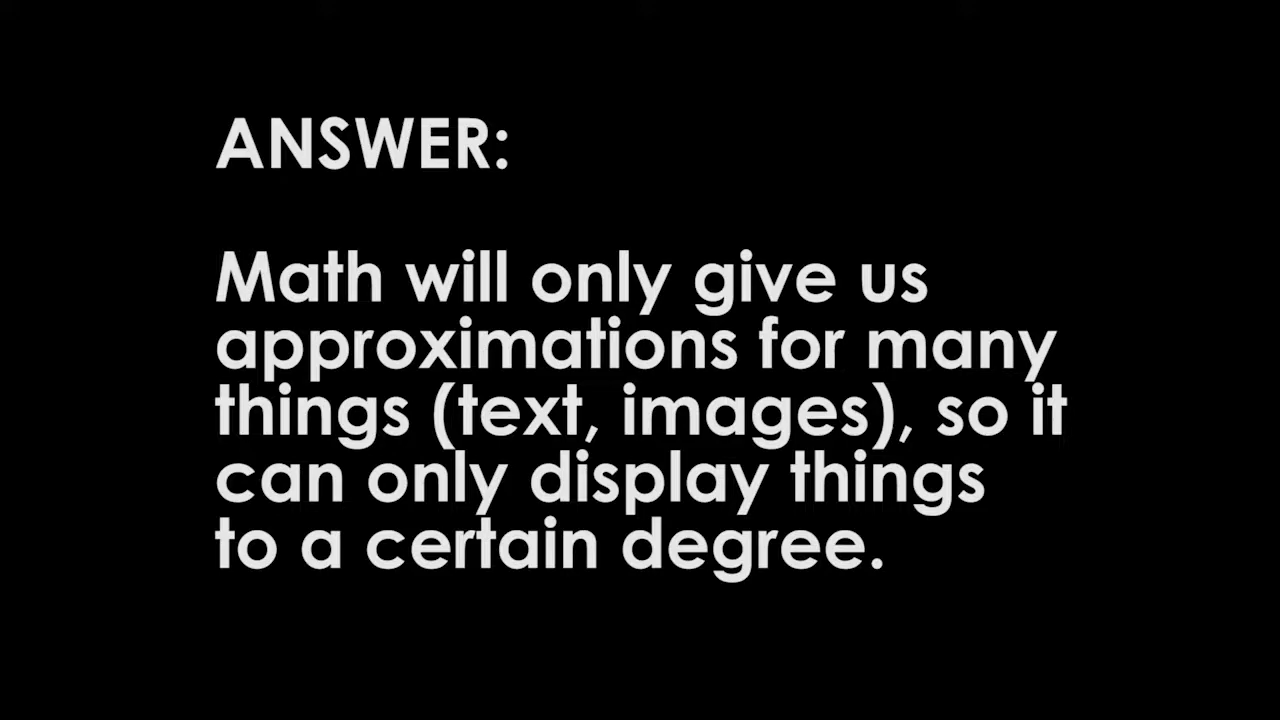 ANSWER:
Math will only give us
approximations for many
things (text, images), so it
can only display things
to a certain degree.